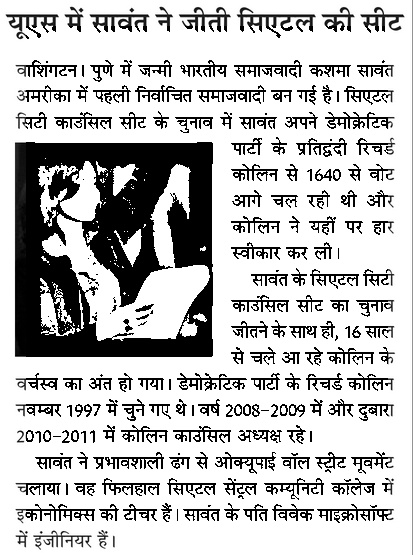 यूएस में सावंत ने जीती सिएटल की सीट
वाशिंगटन। पुणे में जन्मी भारतीय समाजवादी कशमा सावंत
अमरीका में पहली निर्वाचित समाजवादी बन गई है। सिएटल
सिटी काउंसिल सीट के चुनाव में सावंत अपने डेमोक्रेटिक
पार्टी के प्रतिद्वंदी रिचर्ड
कोलिन से 1640 से वोट
आगे चल रही थी और
कोलिन ने यहीं पर हार
स्वीकार कर ली।
सावंत के सिएटल सिटी
काउंसिल सीट का चुनाव
जीतने के साथ ही, 16 साल
से चले आ रहे कोलिन के
वर्चस्व का अंत हो गया। डेमोक्रेटिक पार्टी के रिचर्ड कोलिन
नवम्बर 1997 में चुने गए थे। वर्ष 2008-2009 में और दुबारा
2010-2011 में कोलिन काउंसिल अध्यक्ष रहे।
सावंत ने प्रभावशाली ढंग से ओक्यूपाई वॉल स्ट्रीट मूवमेंट
चलाया। वह फिलहाल सिएटल सेंट्रल कम्यूनिटी कॉलेज में
इकोनोमिक्स की टीचर हैं। सावंत के पति विवेक माइक्रोसॉफ्ट
में इंजीनियर हैं।